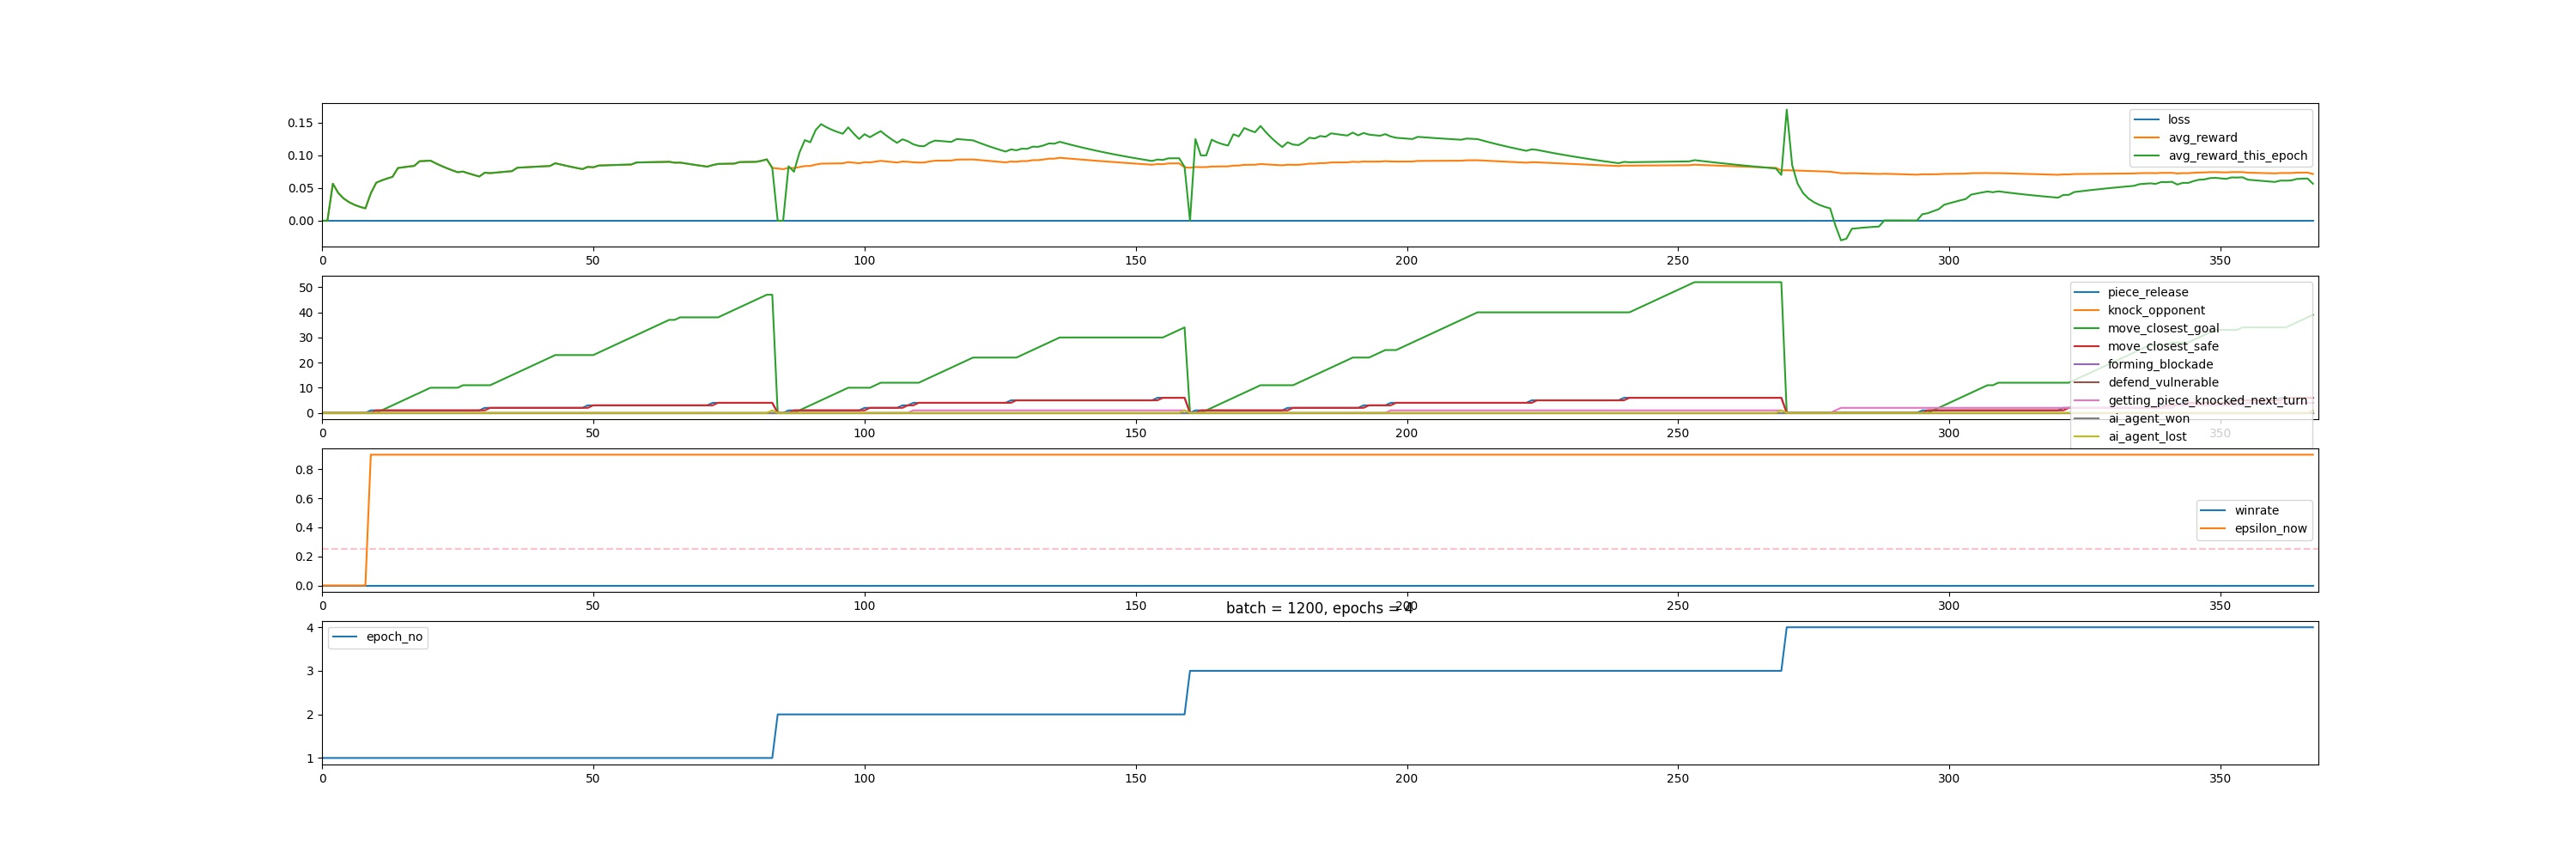 0.15
0.10
0.05
0.00
loss
avg_reward
avg_reward_this_epoch
0 50 100 150 200 250 300 350
50
40
30
20
10
0
piece_release
knock_opponent
move_closest_goal
move_closest_safe
forming_blockade
defend_vulnerable
getting_piece_knocked_next_turn
ai_agent_won
ai_agent_lost
0 50 100 150 200 250 300 350
0.8
0.6
0.4
0.2
0.0
winrate
epsilon_now
0 50 100 150 200 250 300 350
batch = 1200, epochs = 4
4
3
2
1
epoch_no
0 50 100 150 200 250 300 350